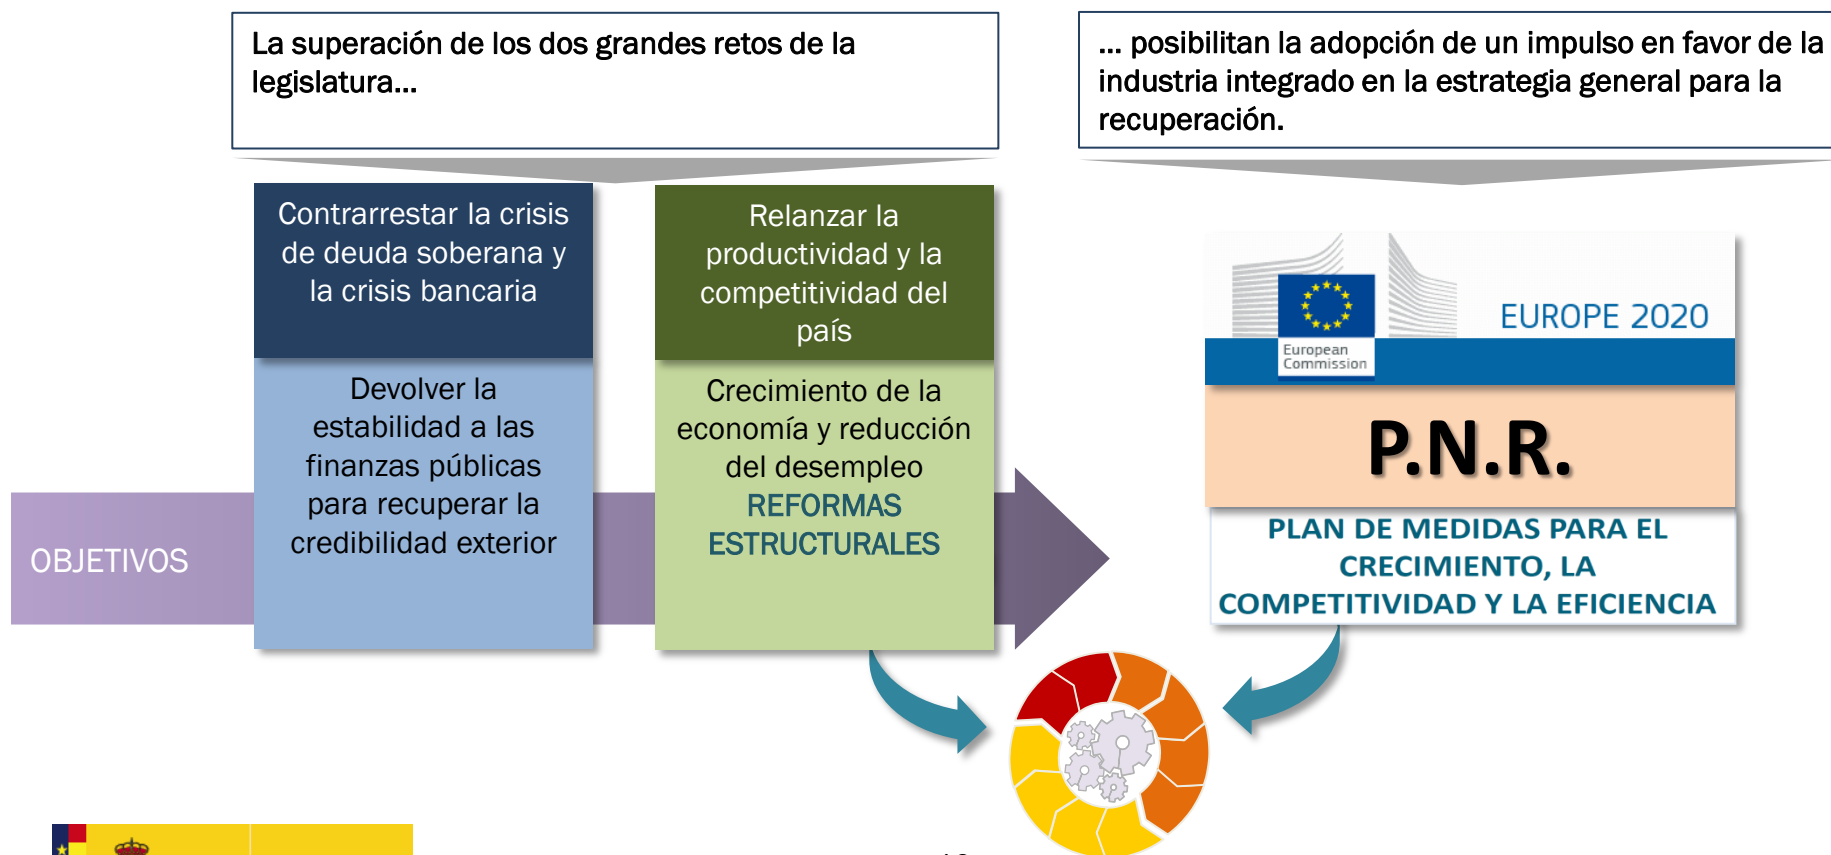 La superación de los dos grandes retos de la
legislatura...
... posibilitan la adopción de un impulso en favor de la
industria integrado en la estrategia general para la
recuperación.
Contrarrestar la crisis
de deuda soberana y
la crisis bancaria
Relanzar la
productividad y la
competitividad del
país
Devolver la
estabilidad a las
finanzas públicas
para recuperar la
credibilidad exterior
Crecimiento de la
economía y reducción
del desempleo
REFORMAS
ESTRUCTURALES
OBJETIVOS
EUROPE 2020
European
Commission
P.N.R.
PLAN DE MEDIDAS PARA EL
CRECIMIENTO, LA
COMPETITIVIDAD Y LA EFICIENCIA